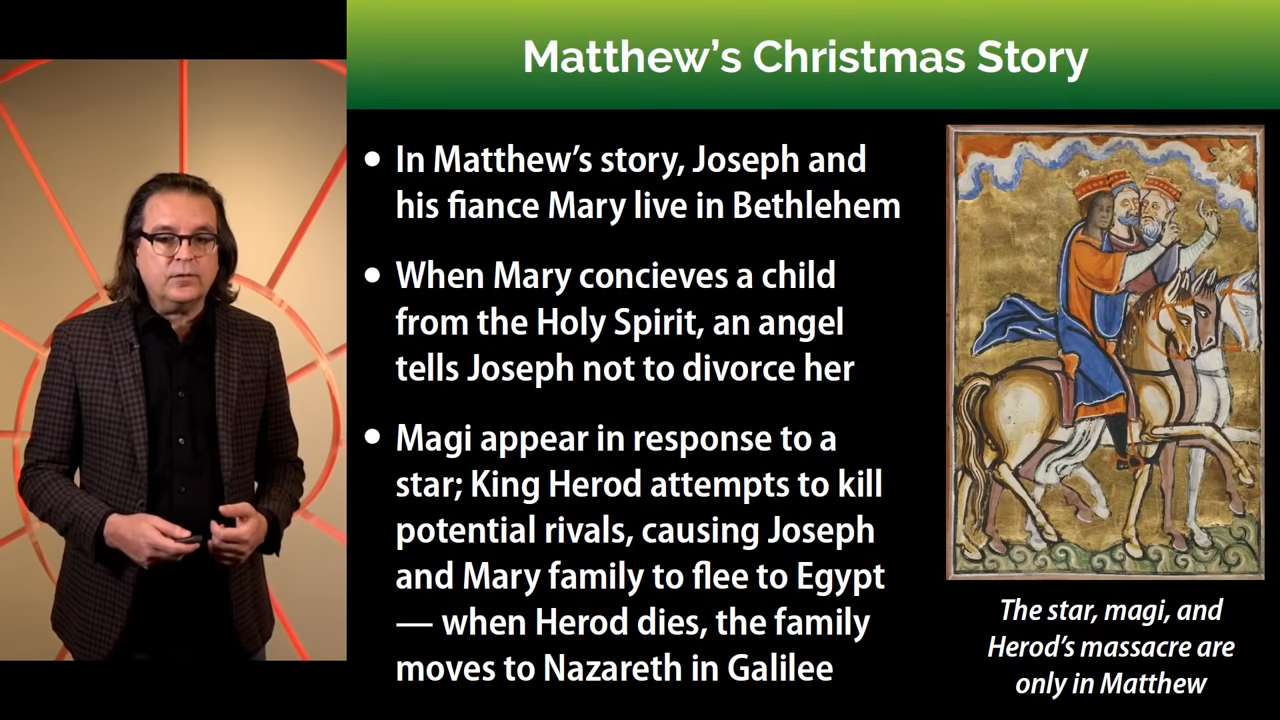 Matthew’s Christmas Story
• In Matthew’s story, Joseph and
his fiance Mary live in Bethlehem
• When Mary concieves a child
from the Holy Spirit, an angel
tells Joseph not to divorce her
• Magi appear in response to a
star; King Herod attempts to kill
potential rivals, causing Joseph
and Mary family to flee to Egypt
— when Herod dies, the family
moves to Nazareth in Galilee
The star, magi, and
Herod’s massacre are
only in Matthew